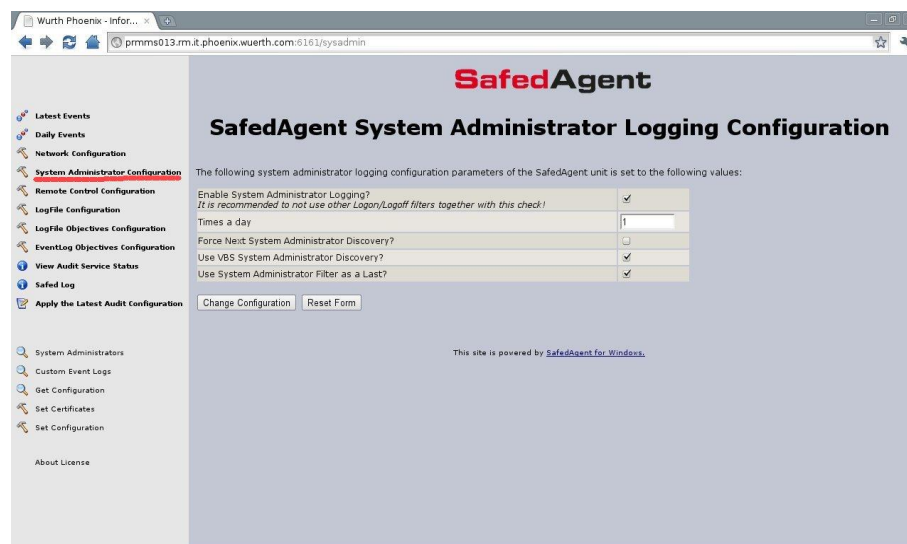 Wurth Phoenix - Infor...
prmms013.rm.it.phoenix.wuerth.com:6161/sysadmin
SafedAgent
Latest Events
Daily Events
Network Configuration
System Administrator Configuration
Remote Control Configuration
LogFile Configuration
LogFile Objectives Configuration
EventLog Objectives Configuration
View Audit Service Status
Safed Log
Apply the Latest Audit Configuration
System Administrators
Custom Event Logs
Get Configuration
Set Certificates
Set Configuration
About License
SafedAgent System Administrator Logging Configuration
The following system administrator logging configuration parameters of the SafedAgent unit is set to the following values:
Enable System Administrator Logging?
It is recommended to not use other Logon/Logoff filters together with this check!
Times a day
1
Force Next System Administrator Discovery?
Use VBS System Administrator Discovery?
Use System Administrator Filter as a Last?
Change Configuration Reset Form
This site is powered by SafedAgent for Windows.